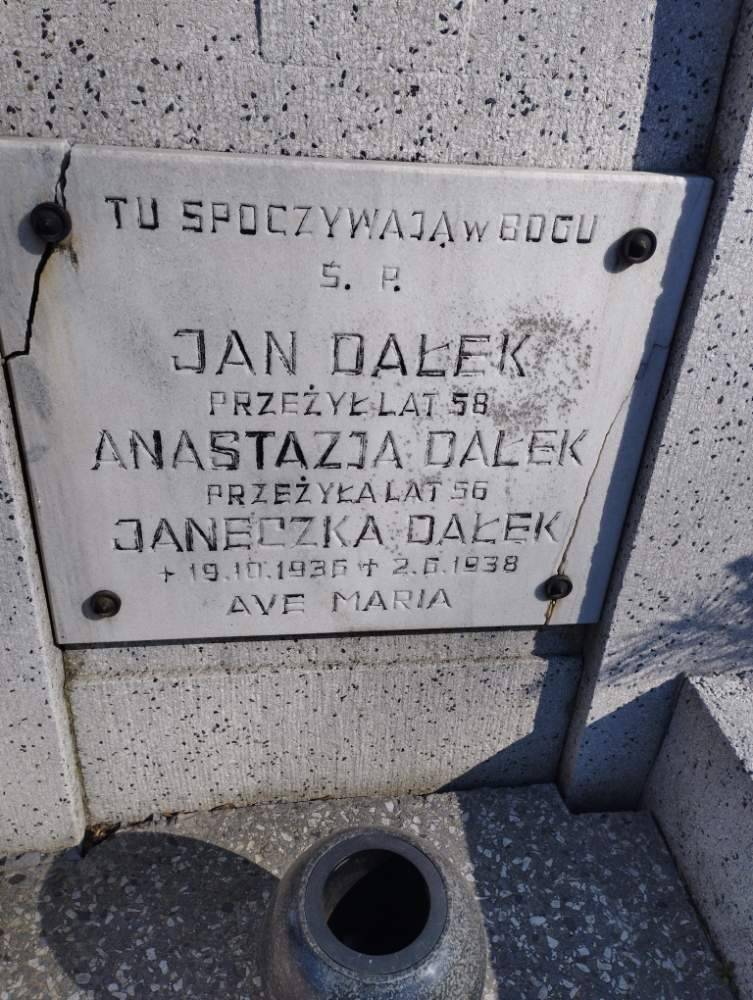 TU SPOCZYWAJĄ W BOGU
Ś. P.
JAN DAŁEK
PRZEŻYŁ LAT 58
ANASTAZJA DAŁEK
PRZEŻYŁA LAT 56
JANECZKA DAŁEK
+ 19.10.1936 + 2.6.1938
AVE MARIA